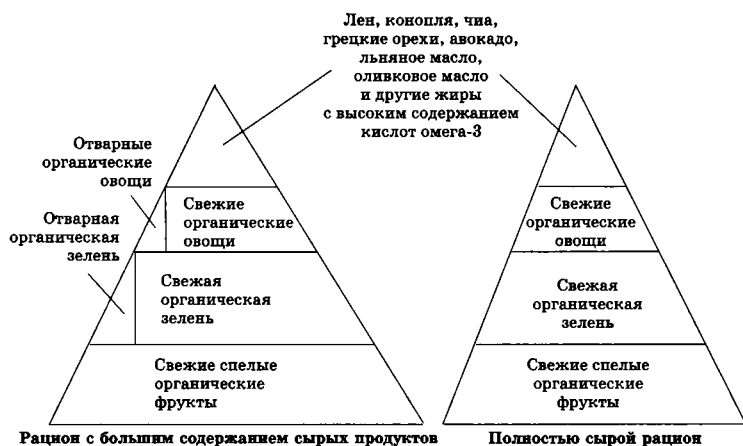 Лен, конопля, чиа,
грецкие орехи, авокадо,
льняное масло,
оливковое масло
и другие жиры
с высоким содержанием
кислот омега-3
Отварные
органические
овощи
Отварная
органическая
зелень
Свежие
органические
овощи
Свежая
органическая
зелень
Свежие спелые
органические
фрукты
Рацион с большим содержанием сырых продуктов
Свежие
органические
овощи
Свежая
органическая
зелень
Свежие спелые
органические
фрукты
Полностью сырой рацион